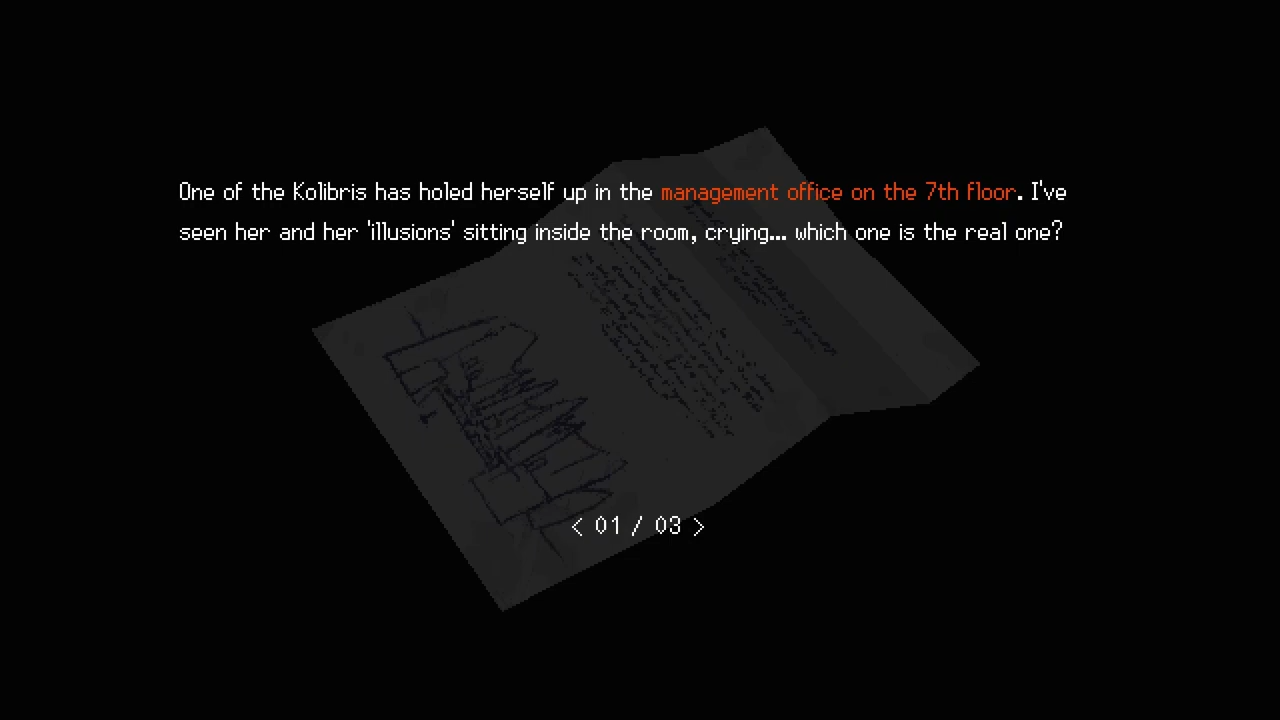 One of the Kolibris has holed herself up in the management office on the 7th floor. I've
seen her and her 'illusions' sitting inside the room, crying... which one is the real one?
< 01 / 03 >